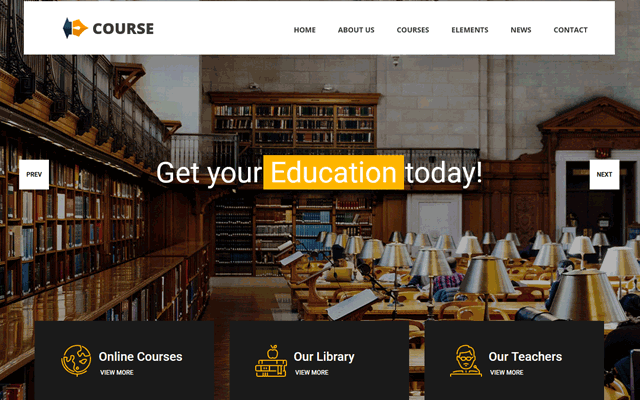 COURSE
HOME ABOUT US COURSES ELEMENTS NEWS CONTACT
PREV
Get your Education today!
NEXT
Online Courses
VIEW MORE
Our Library
VIEW MORE
Our Teachers
VIEW MORE